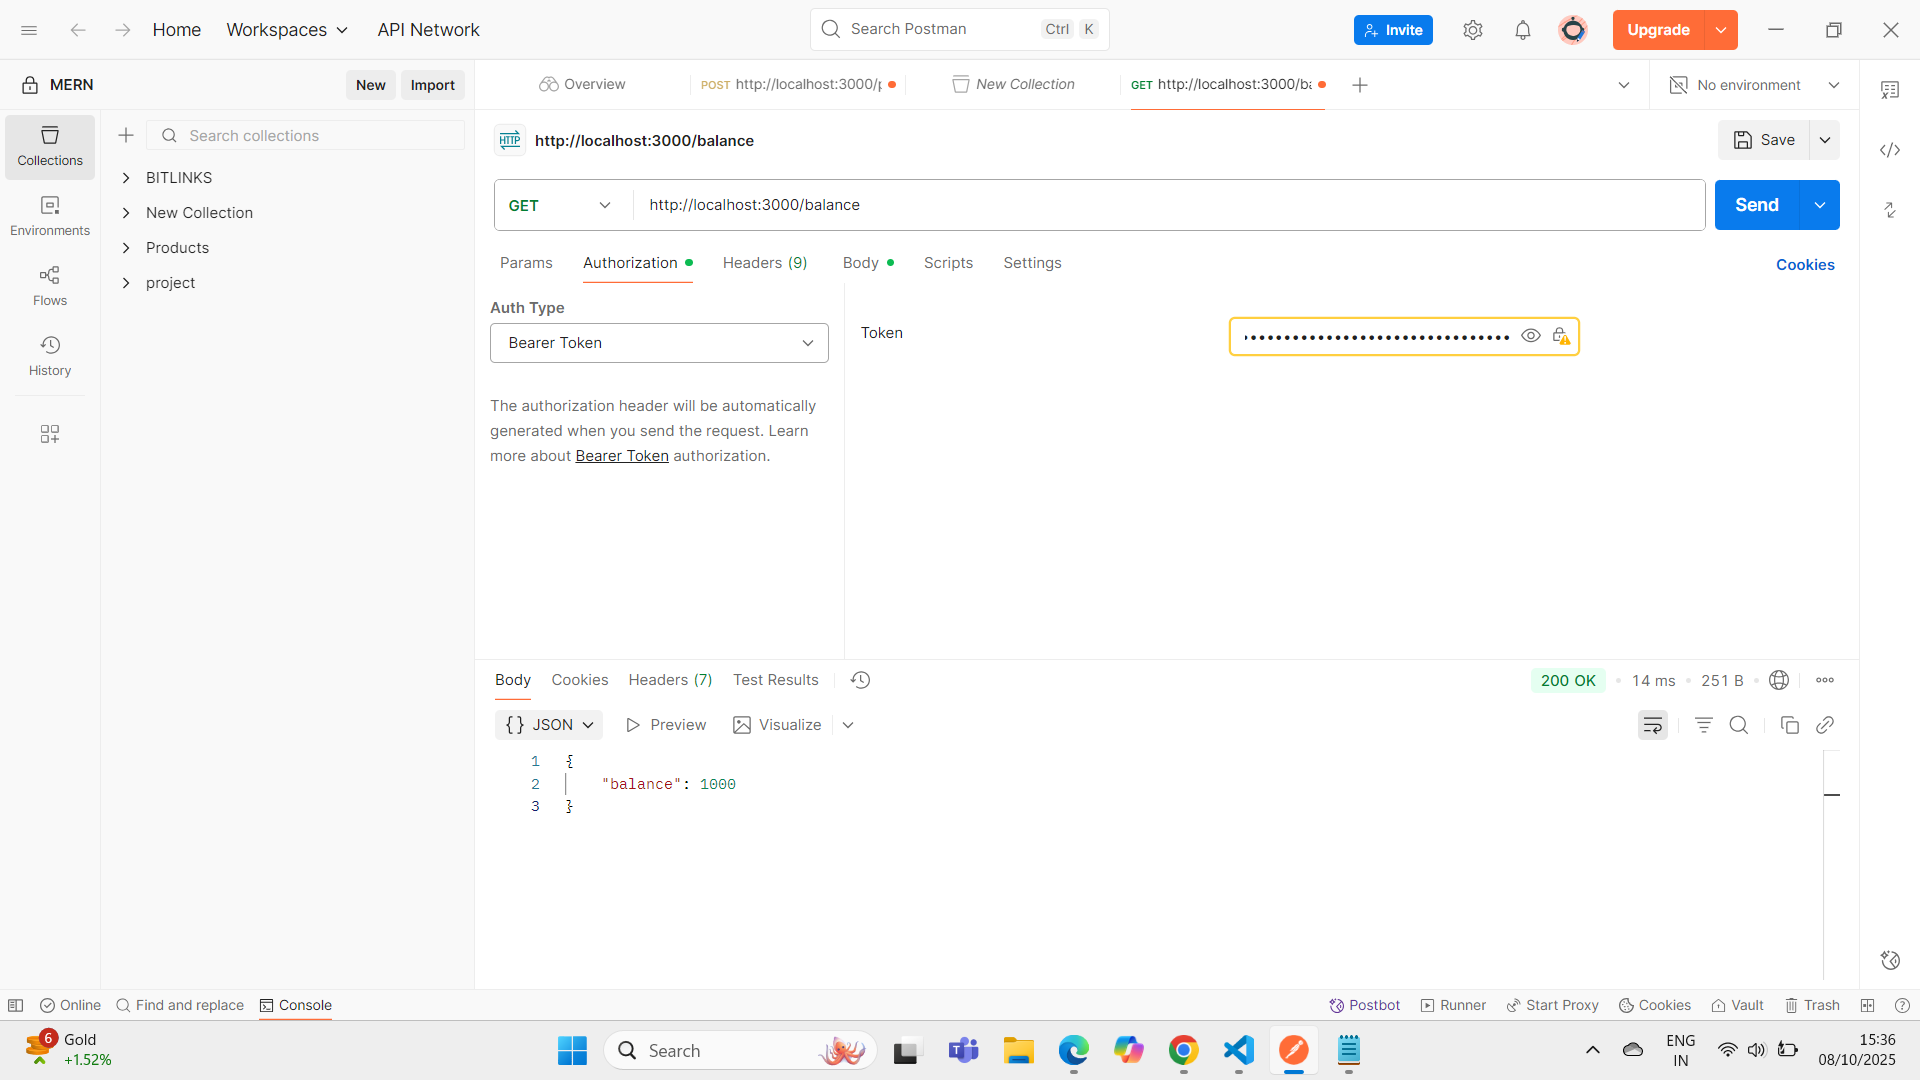 Home
Workspaces
API Network
Search Postman
Ctrl K
Invite
Upgrade
MERN
New
Import
Overview
POST http://localhost:3000/p
New Collection
GET http://localhost:3000/ba
No environment
Collections
Environments
Flows
History
Search collections
BITLINKS
New Collection
Products
project
HTTP http://localhost:3000/balance
Save
GET
http://localhost:3000/balance
Send
Params
Authorization
Headers (9)
Body
Scripts
Settings
Cookies
Auth Type
Bearer Token
The authorization header will be automatically
generated when you send the request. Learn
more about Bearer Token authorization.
Token
Body
Cookies
Headers (7)
Test Results
200 OK
14 ms
251 B
{} JSON
Preview
Visualize
1 {
2 "balance": 1000
3 }
Online
Find and replace
Console
Postbot
Runner
Start Proxy
Cookies
Vault
Trash
6
Gold
+1.52%
Search
ENG
IN
15:36
08/10/2025